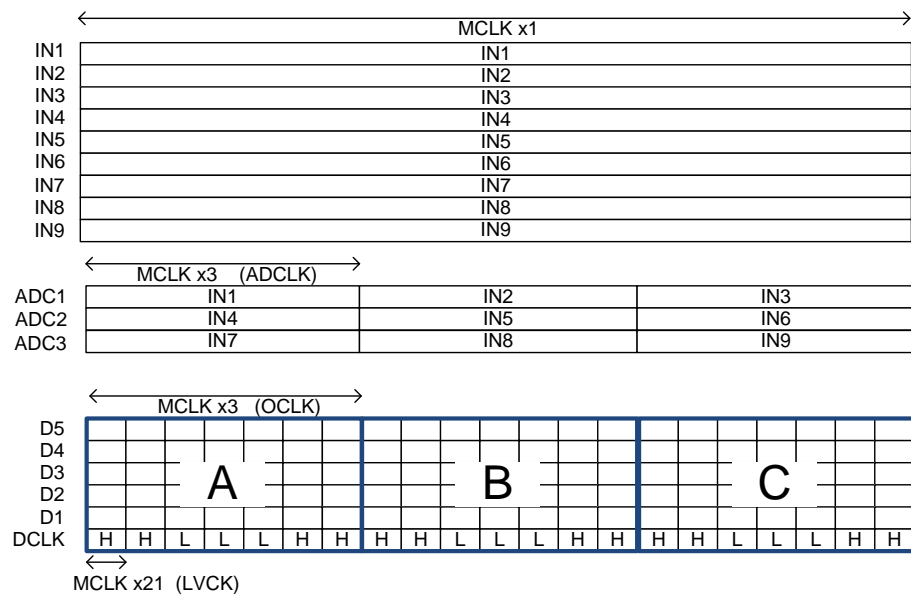 MCLK x1
IN1 IN1
IN2 IN2
IN3 IN3
IN4 IN4
IN5 IN5
IN6 IN6
IN7 IN7
IN8 IN8
IN9 IN9
MCLK x3 (ADCLK)
ADC1 IN1 IN2 IN3
ADC2 IN4 IN5 IN6
ADC3 IN7 IN8 IN9
MCLK x3 (OCLK)
D5
D4
D3
A B C
D2
D1
DCLK H H L L L H H H H L L L H H H H L L L H H
MCLK x21 (LVCK)